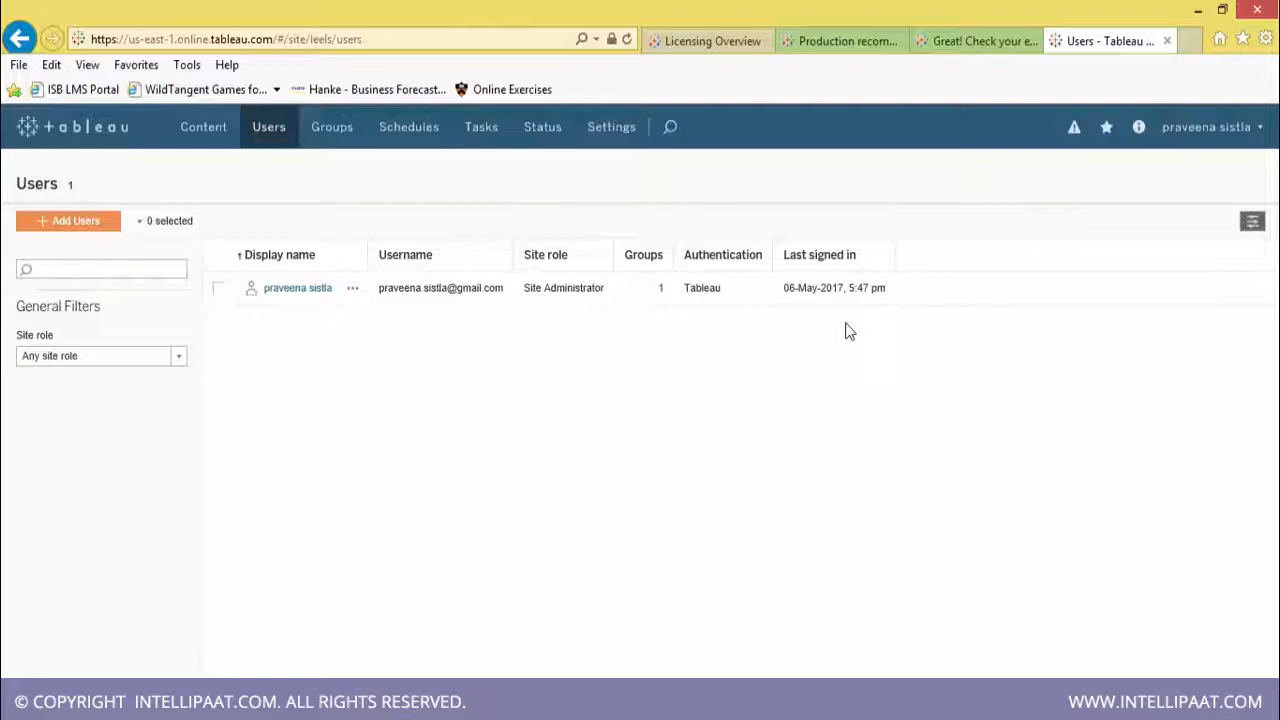 https://us-east-1.online.tableau.com/#/site/leels/users
Licensing Overview
Production recom...
Great! Check your e...
Users - Tableau ...
File Edit View Favorites Tools Help
ISB LMS Portal WildTangent Games fo... Hanke - Business Forecast... Online Exercises
tableau Content Users Groups Schedules Tasks Status Settings praveena sistla
Users 1
+ Add Users 0 selected
Display name Username Site role Groups Authentication Last signed in
praveena sistla ... praveena.sistla@gmail.com Site Administrator 1 Tableau 06-May-2017, 5:47 pm
General Filters
Site role
Any site role
© COPYRIGHT INTELLIPAAT.COM. ALL RIGHTS RESERVED.
WWW.INTELLIPAAT.COM